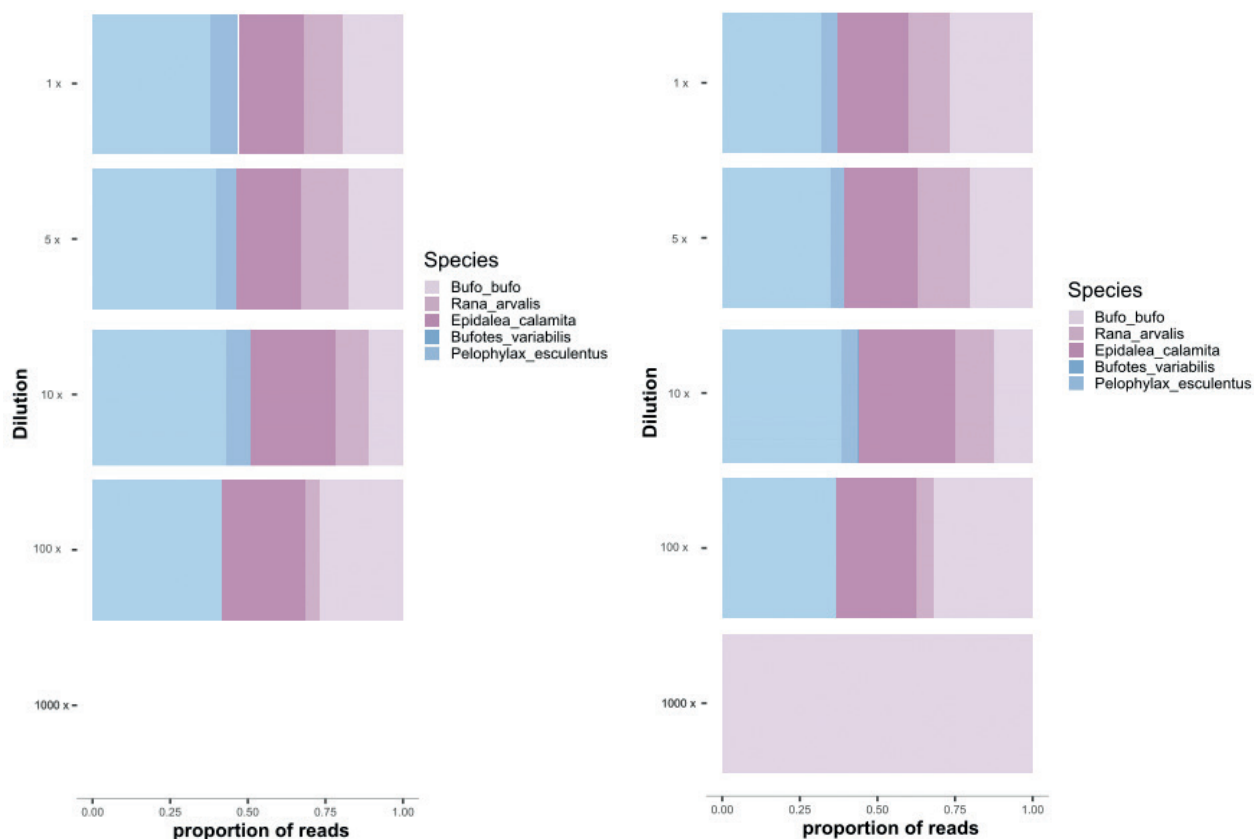 1 x
5 x
10 x
100 x
1000 x
Dilution
0.00 0.25 0.50 0.75 1.00
proportion of reads
Species
Bufo_bufo
Rana_arvalis
Epidalea_calamita
Bufotes_variabilis
Pelophylax_esculentus
1 x
5 x
10 x
100 x
1000 x
Dilution
0.00 0.25 0.50 0.75 1.00
proportion of reads
Species
Bufo_bufo
Rana_arvalis
Epidalea_calamita
Bufotes_variabilis
Pelophylax_esculentus